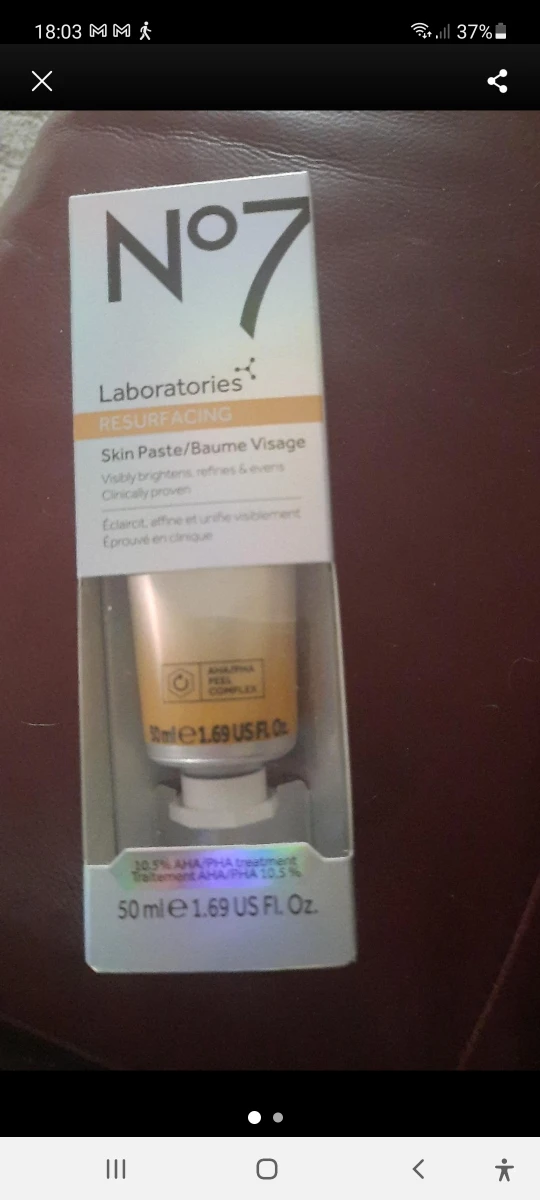 18:03
37%
No7
Laboratories
RESURFACING
Skin Paste/Baume Visage
Visibly brightens, refines & evens
Clinically proven
Éclaircit, affine et unifie visiblement
Éprouvé en clinique
AHA/PHA
PEEL
COMPLEX
50 ml e 1.69 US Fl. Oz.
10.5% AHA/PHA treatment
Traitement AHA/PHA 10.5 %
50 ml e 1.69 US Fl. Oz.